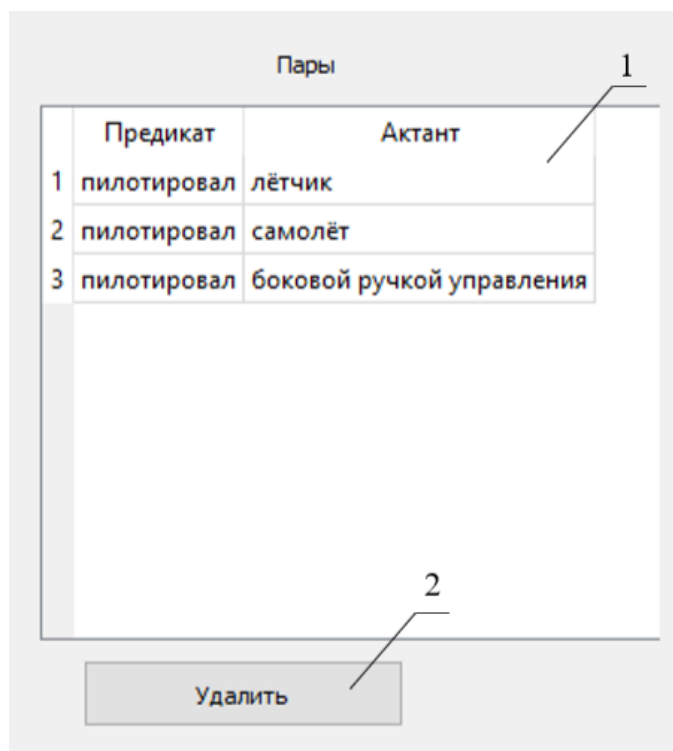 Пары
1
Предикат Актант
1 пилотировал лётчик
2 пилотировал самолёт
3 пилотировал боковой ручкой управления
2
Удалить